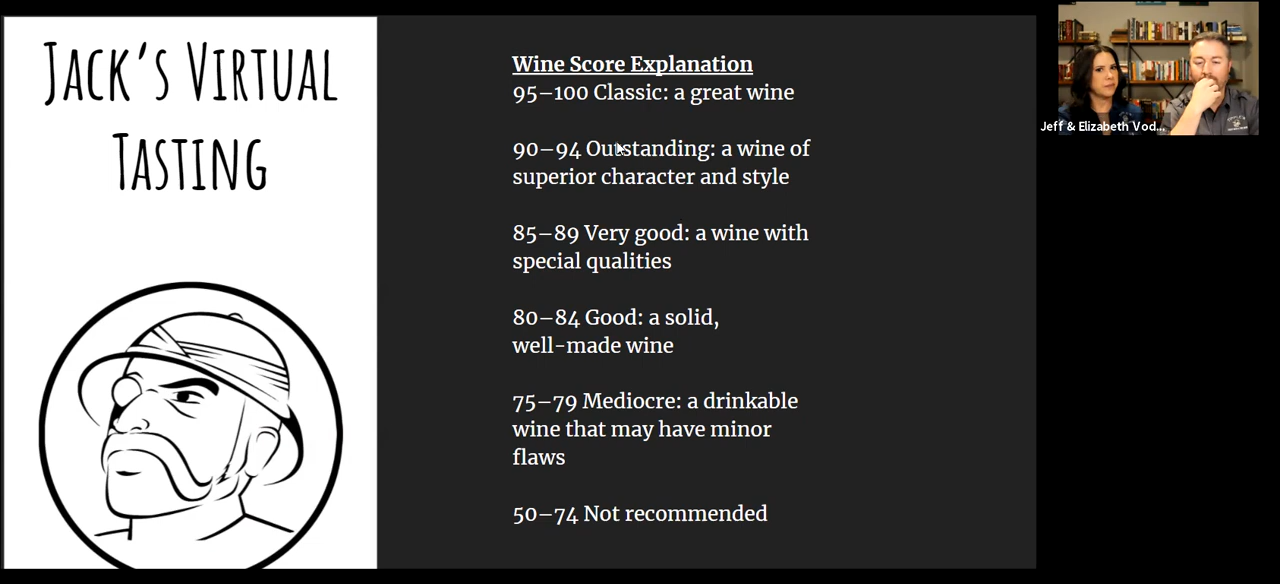 Jack's Virtual
Tasting
Wine Score Explanation
95–100 Classic: a great wine
90–94 Outstanding: a wine of
superior character and style
85–89 Very good: a wine with
special qualities
80–84 Good: a solid,
well-made wine
75–79 Mediocre: a drinkable
wine that may have minor
flaws
50–74 Not recommended
Jeff & Elizabeth Vod...